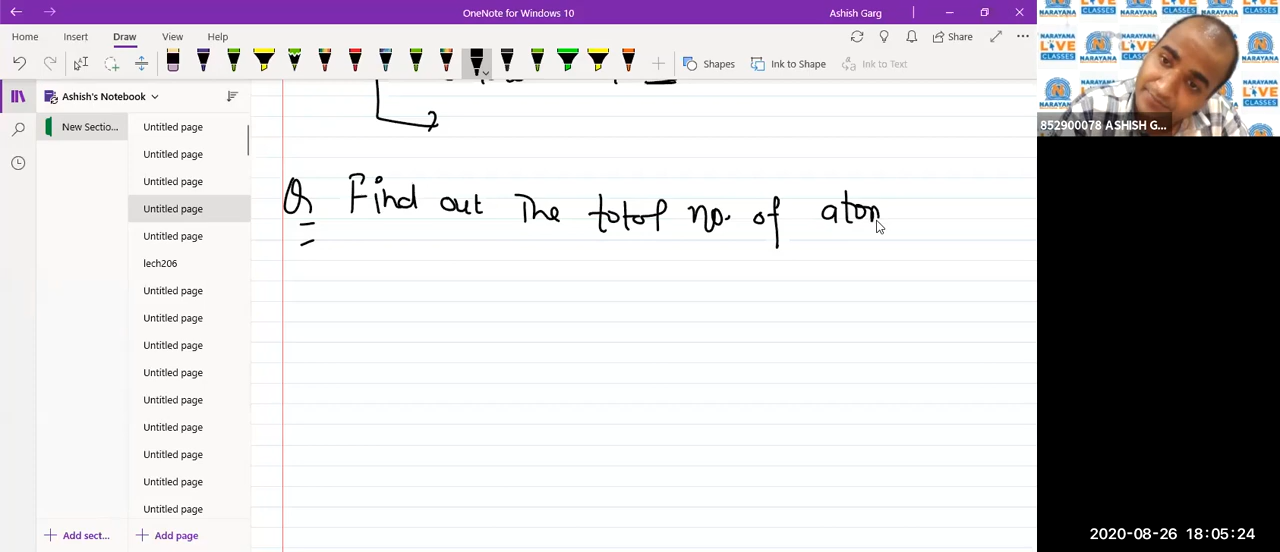 OneNote for Windows 10
Ashish Garg
Home Insert Draw View Help
Share
Shapes Ink to Shape Ink to Text
Ashish's Notebook
New Sectio...
Untitled page
Untitled page
Untitled page
Untitled page
Untitled page
lech206
Untitled page
Untitled page
Untitled page
Untitled page
Untitled page
Untitled page
Untitled page
Untitled page
Untitled page
Add sect...
Add page
Q Find out The total no. of atom
NARAYANA LIVE CLASSES
852900078 ASHISH G...
2020-08-26 18:05:24